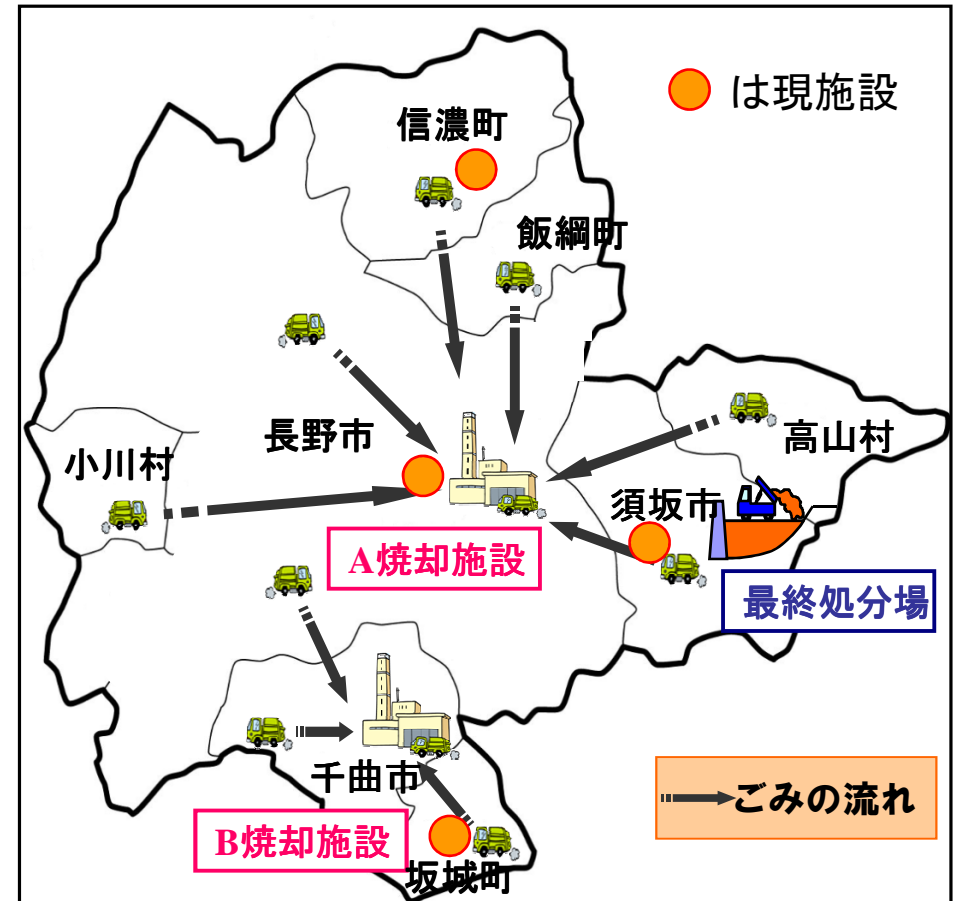 は現施設
信濃町
飯綱町
長野市
高山村
小川村
須坂市
A焼却施設
最終処分場
千曲市
ごみの流れ
B焼却施設
坂城町